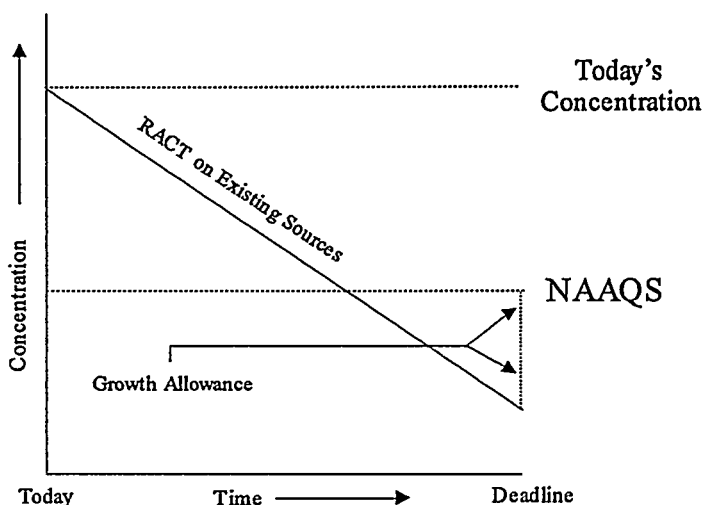 Today's
Concentration
RACT on Existing Sources
NAAQS
Concentration
Growth Allowance
Today
Time
Deadline